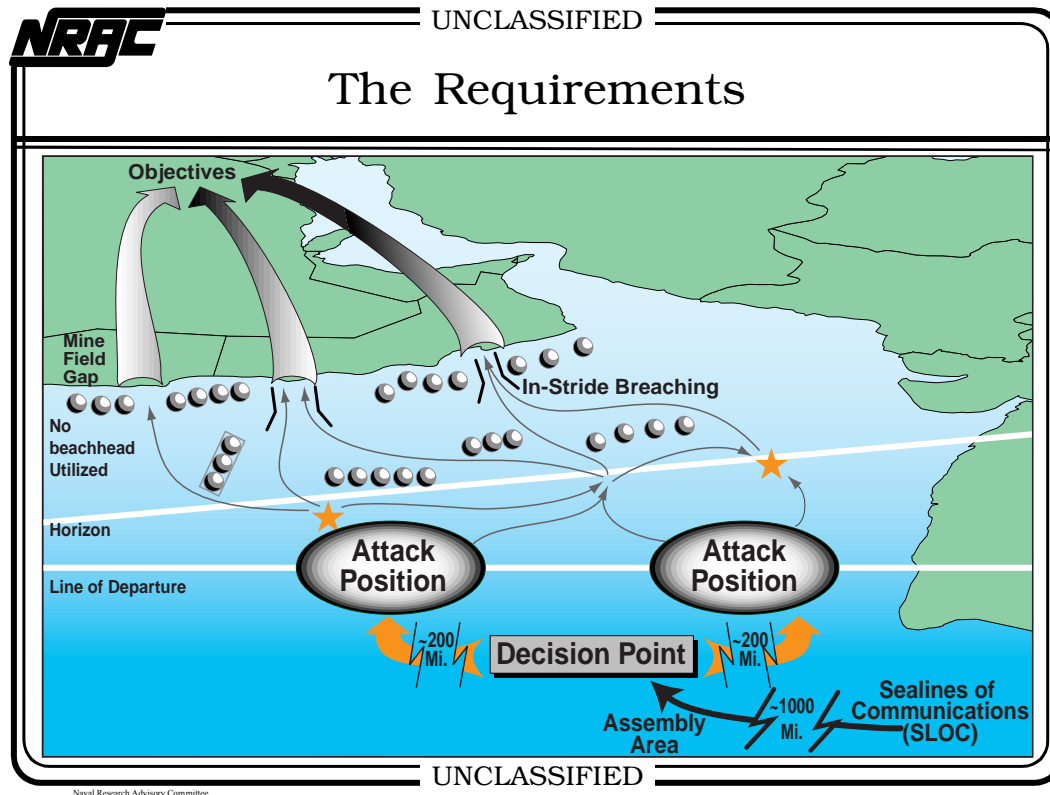 UNCLASSIFIED
NRAC
The Requirements
Objectives
Mine
Field
Gap
In-Stride Breaching
No
beachhead
Utilized
Horizon
Attack
Position
Attack
Position
Line of Departure
~200
Mi.
Decision Point
~200
Mi.
Assembly
Area
~1000
Mi.
Sealines of
Communications
(SLOC)
UNCLASSIFIED
Naval Research Advisory Committee